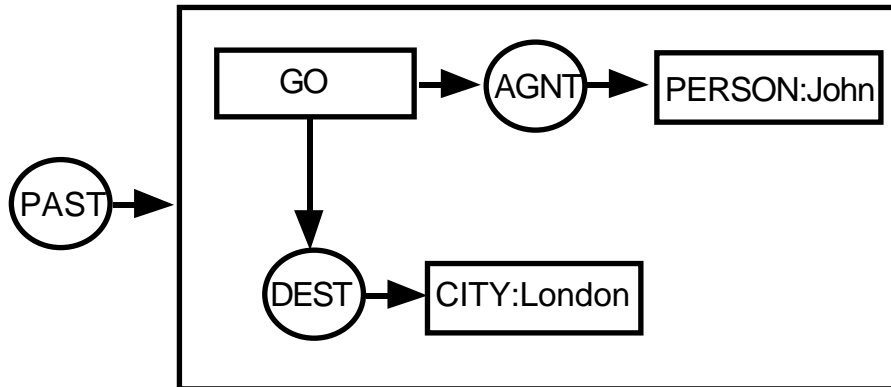 GO
AGNT
PERSON:John
PAST
DEST
CITY:London